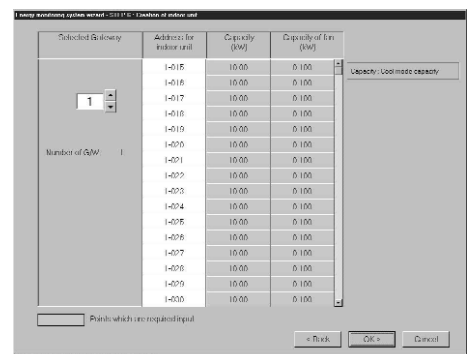 Energy monitoring system wizard - STEP 6 : Creation of indoor unit
Selected Gateway
Address for indoor unit
Capacity (kW)
Capacity of fan (kW)
1-015 10.00 0.100
1-016 10.00 0.100
1-017 10.00 0.100
1-018 10.00 0.100
1-019 10.00 0.100
1-020 10.00 0.100
1-021 10.00 0.100
1-022 10.00 0.100
1-023 10.00 0.100
1-024 10.00 0.100
1-025 10.00 0.100
1-026 10.00 0.100
1-027 10.00 0.100
1-028 10.00 0.100
1-029 10.00 0.100
1-030 10.00 0.100
1
Number of G/W: 1
Capacity : Cool mode capacity
Points which are required input
< Back
OK >
Cancel